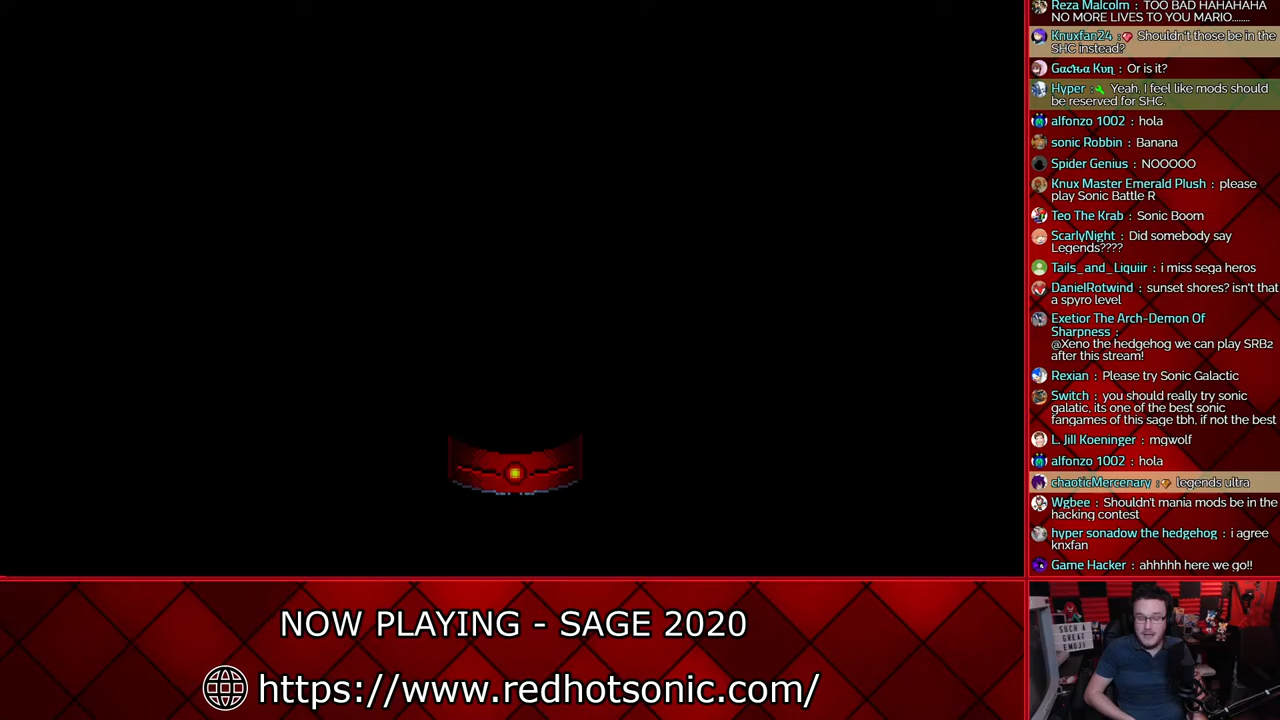 Reza Malcolm : TOO BAD HAHAHAHA
NO MORE LIVES TO YOU MARIO........
Knuxfan24 : Shouldn't those be in the
SHC instead?
Gαƈԋα Kυɳ : Or is it?
Hyper : Yeah, I feel like mods should
be reserved for SHC.
alfonzo 1002 : hola
sonic Robbin : Banana
Spider Genius : NOOOOO
Knux Master Emerald Plush : please
play Sonic Battle R
Teo The Krab : Sonic Boom
ScarlyNight : Did somebody say
Legends????
Tails_and_Liquiir : i miss sega heros
DanielRotwind : sunset shores? isn't that
a spyro level
Exetior The Arch-Demon Of
Sharpness :
@Xeno the hedgehog we can play SRB2
after this stream!
Rexian : Please try Sonic Galactic
Switch : you should really try sonic
galatic, its one of the best sonic
fangames of this sage tbh, if not the best
L. Jill Koeninger : mgwolf
alfonzo 1002 : hola
chaoticMercenary : legends ultra
Wgbee : Shouldn't mania mods be in the
hacking contest
hyper sonadow the hedgehog : i agree
knxfan
Game Hacker : ahhhhh here we go!!
NOW PLAYING - SAGE 2020
https://www.redhotsonic.com/
SUCH A
GREAT
EMOJI